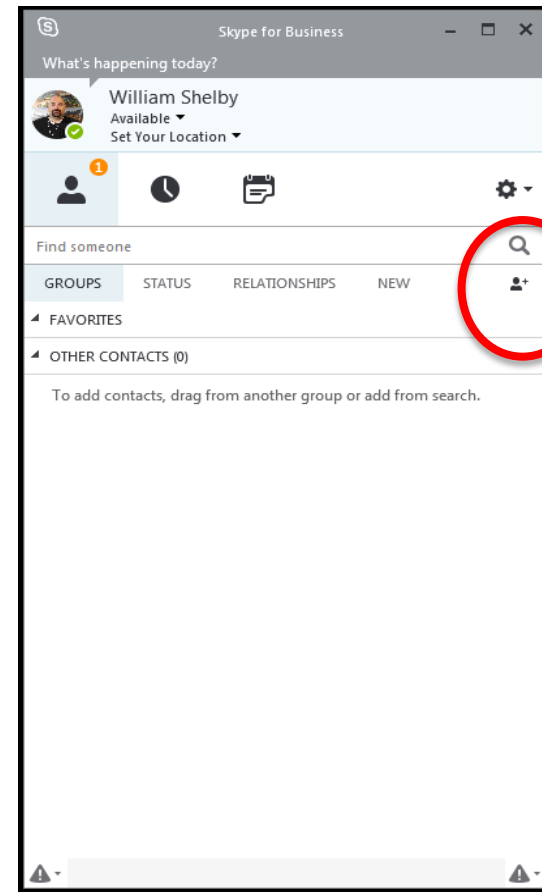 Skype for Business
What's happening today?
William Shelby
Available
Set Your Location
1
Find someone
GROUPS STATUS RELATIONSHIPS NEW
FAVORITES
OTHER CONTACTS (0)
To add contacts, drag from another group or add from search.